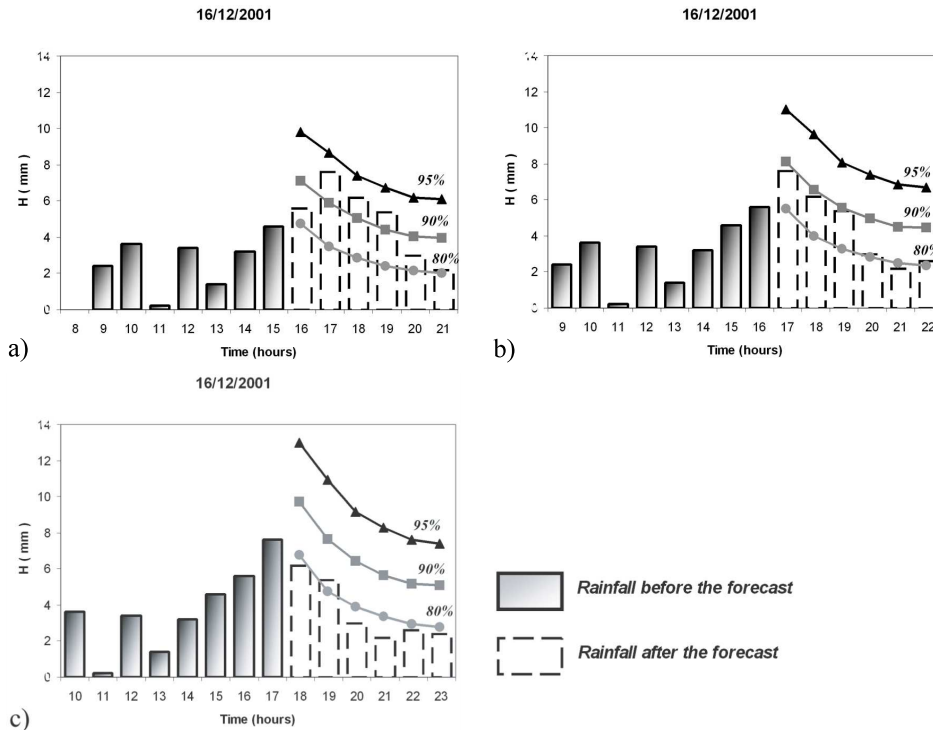 16/12/2001
14
12
10
8
6
4
2
0
H ( mm )
95%
90%
80%
8 9 10 11 12 13 14 15 16 17 18 19 20 21
Time (hours)
a)
16/12/2001
14
12
10
8
6
4
2
0
H ( mm )
95%
90%
80%
9 10 11 12 13 14 15 16 17 18 19 20 21 22
Time (hours)
b)
16/12/2001
14
12
10
8
6
4
2
0
H ( mm )
95%
90%
80%
10 11 12 13 14 15 16 17 18 19 20 21 22 23
Time (hours)
c)
Rainfall before the forecast
Rainfall after the forecast